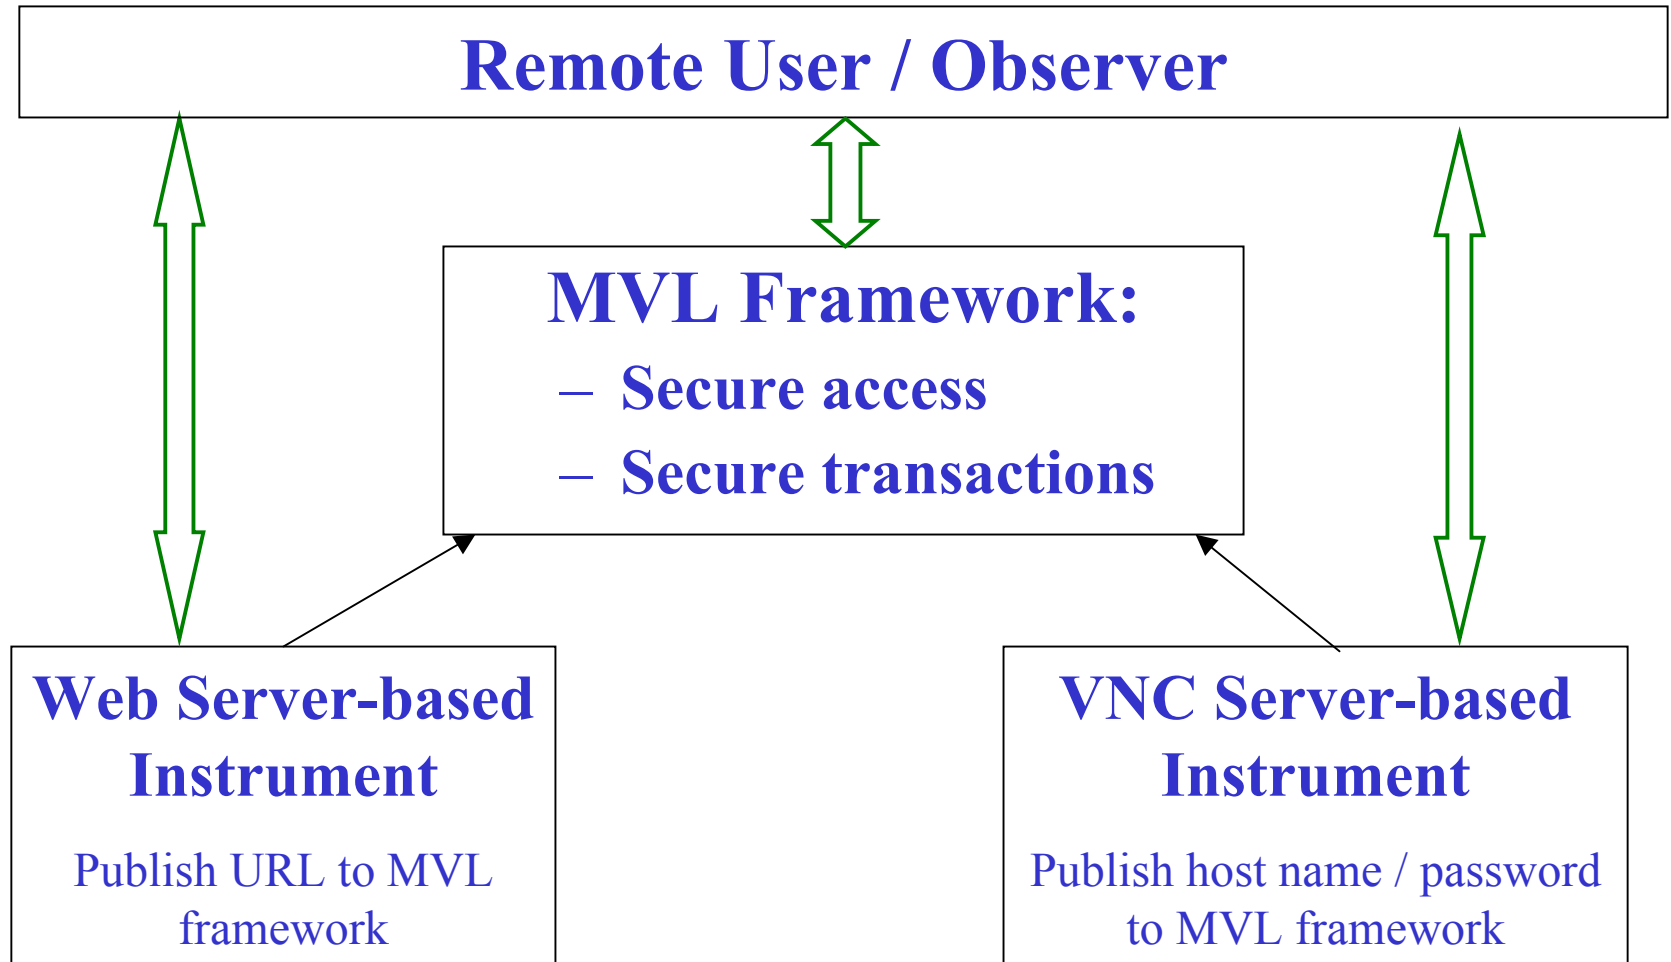 Remote User / Observer
MVL Framework:
– Secure access
– Secure transactions
Web Server-based
Instrument
Publish URL to MVL
framework
VNC Server-based
Instrument
Publish host name / password
to MVL framework